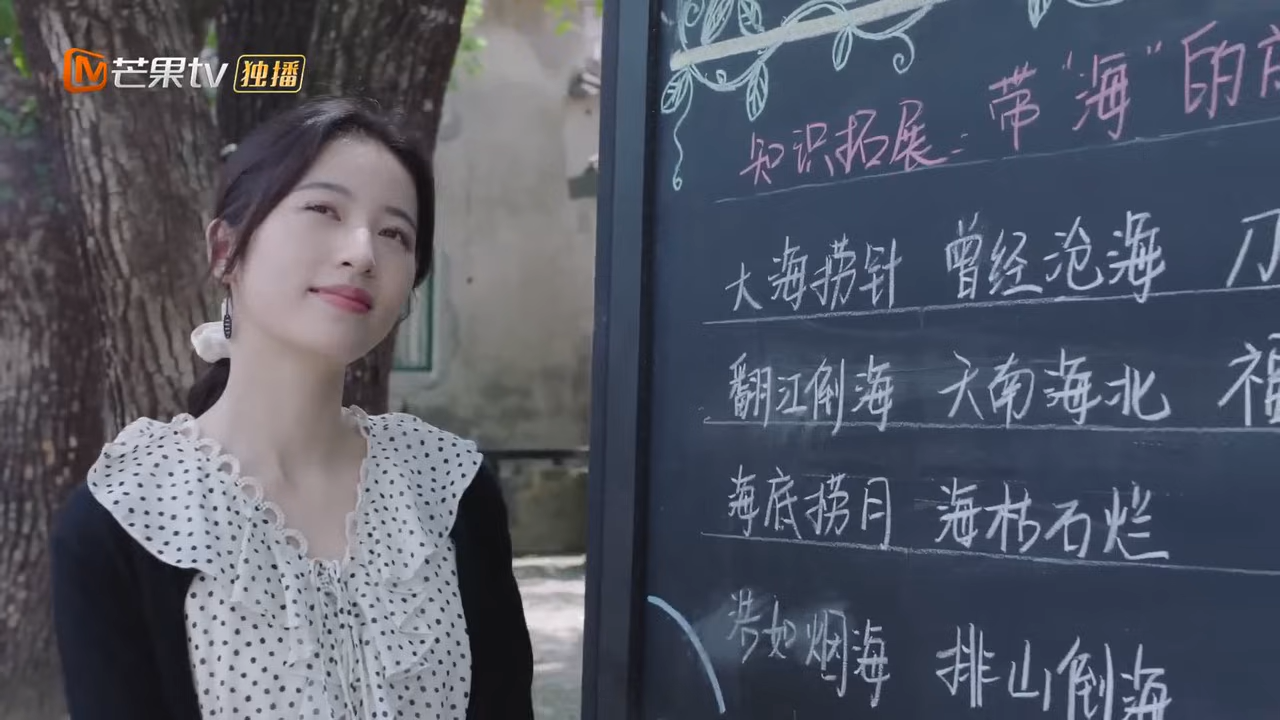 芒果tv 独播
知识拓展：带“海”的
大海捞针 曾经沧海
翻江倒海 天南海北 福
海底捞月 海枯石烂
浩如烟海 排山倒海